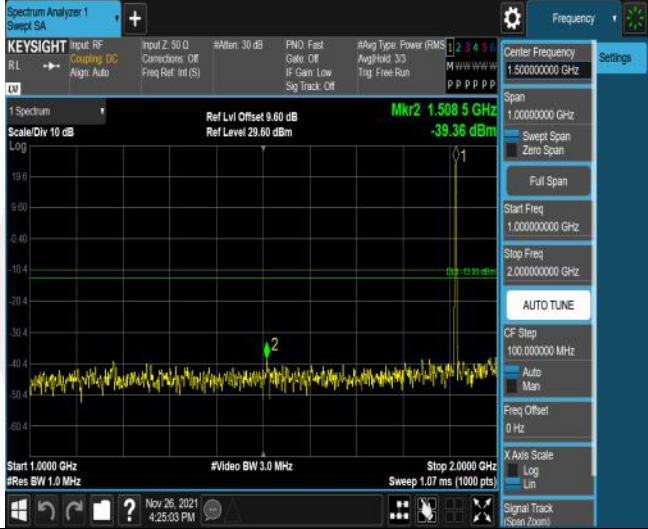 Spectrum Analyzer 1
Swept SA
Frequency
KEYSIGHT Input: RF Input Z: 50 Ω #Atten: 30 dB PNO: Fast #Avg Type: Power (RMS 1 2 3 4 5 6
RL Coupling: DC Corrections: Off Gate: Off Avg|Hold: 3/3 M W W W W W
Align: Auto Freq Ref: Int (S) IF Gain: Low Trig: Free Run
Sig Track: Off P P P P P P
LXI
1 Spectrum Ref Lvl Offset 9.60 dB Mkr2 1.508 5 GHz
Scale/Div 10 dB Ref Level 29.60 dBm -39.36 dBm
Log
1
19.6
9.60
-0.40
-10.4
DL1 -13.00 dBm
-20.4
-30.4
2
-40.4
-50.4
-60.4
Start 1.0000 GHz #Video BW 3.0 MHz Stop 2.0000 GHz
#Res BW 1.0 MHz Sweep 1.07 ms (1000 pts)
Nov 26, 2021
4:25:03 PM
?
Settings
Center Frequency
1.500000000 GHz
Span
1.00000000 GHz
Swept Span
Zero Span
Full Span
Start Freq
1.000000000 GHz
Stop Freq
2.000000000 GHz
AUTO TUNE
CF Step
100.000000 MHz
Auto
Man
Freq Offset
0 Hz
X Axis Scale
Log
Lin
Signal Track
(Span Zoom)